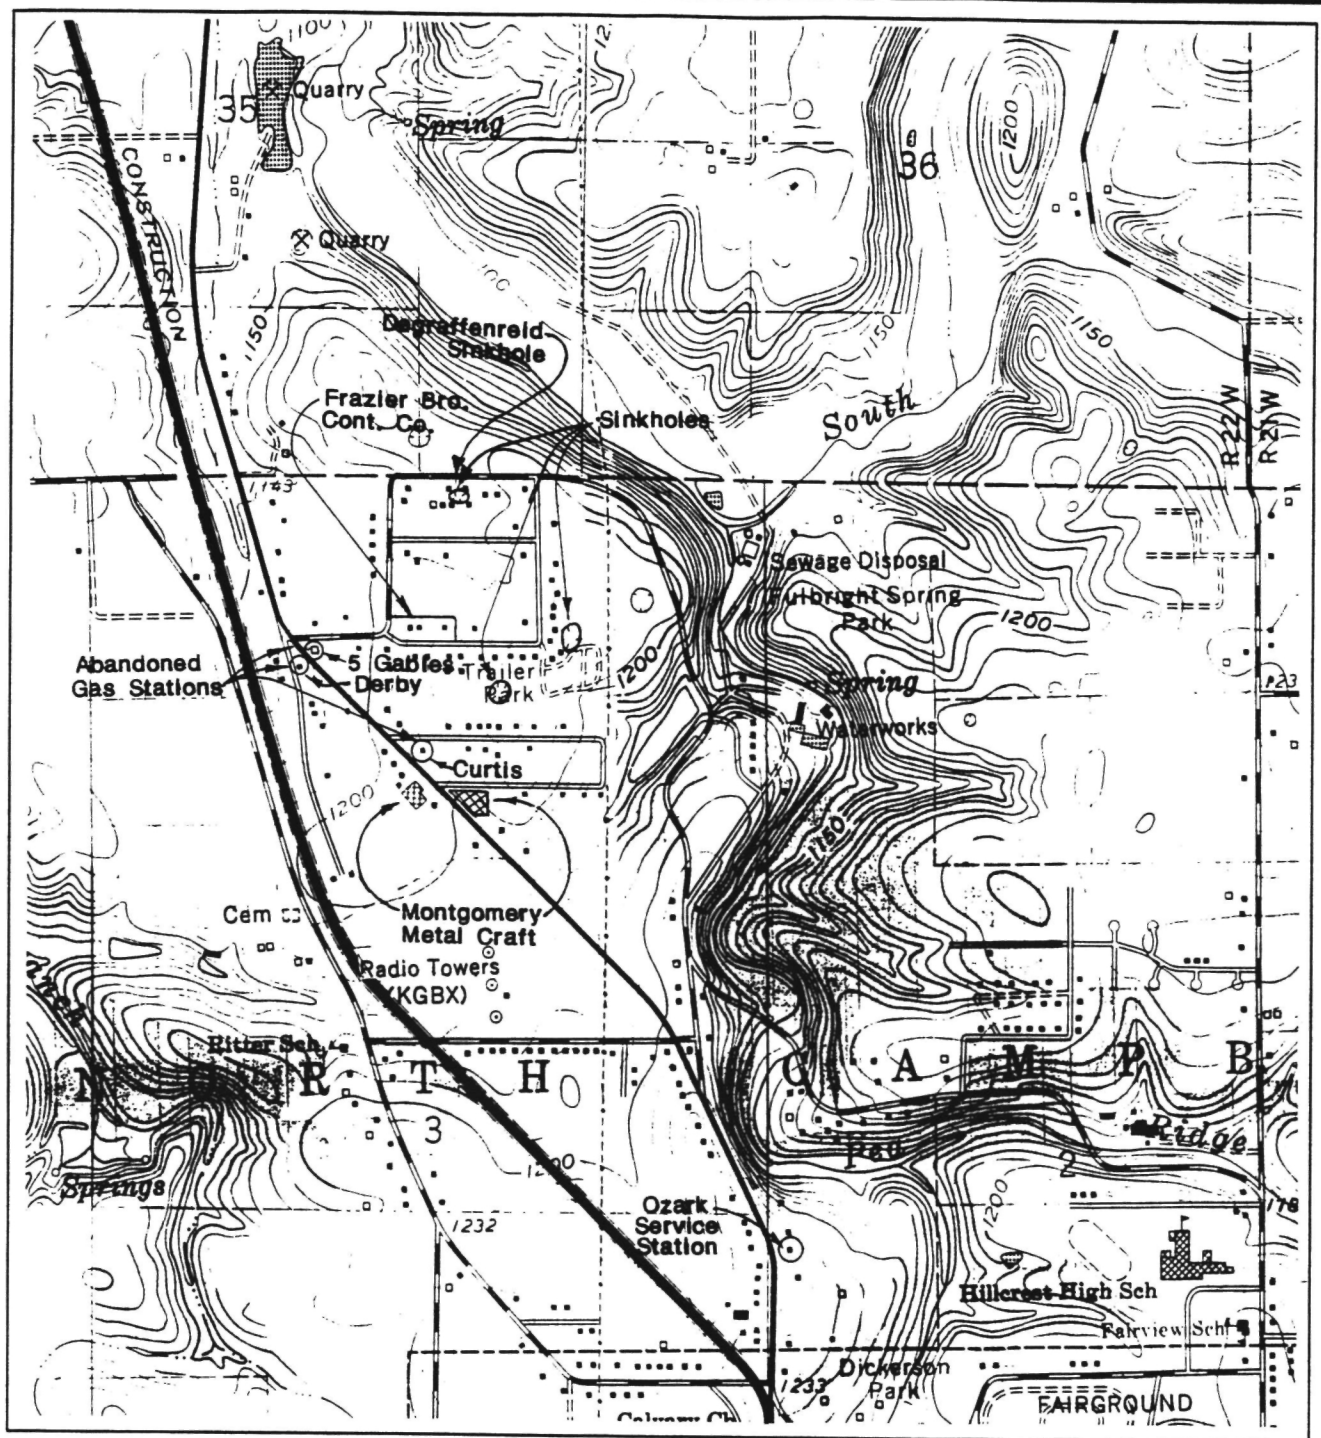 1100
35
Quarry
Spring
36
1200
CONSTRUCTION
Quarry
1150
1150
1150
Degraffenreid
Sinkhole
Frazier Bro.
Cont. Co.
Sinkholes
South
R22W
R21W
1143
Sewage Disposal
Fulbright Spring
Park
1200
1200
Abandoned
Gas Stations
5 Gables
Derby
Trailer
Park
Spring
Waterworks
Curtis
1200
1150
Cem
Montgomery
Metal Craft
Radio Towers
(KGBX)
Ritter Sch.
N R T H C A M P B
3
Pea Ridge
2
1200
Springs
1232
Ozark
Service
Station
1200
Hillcrest High Sch
Fairview Sch
Dickerson
Park
1233
FAIRGROUND
Calvary Ch